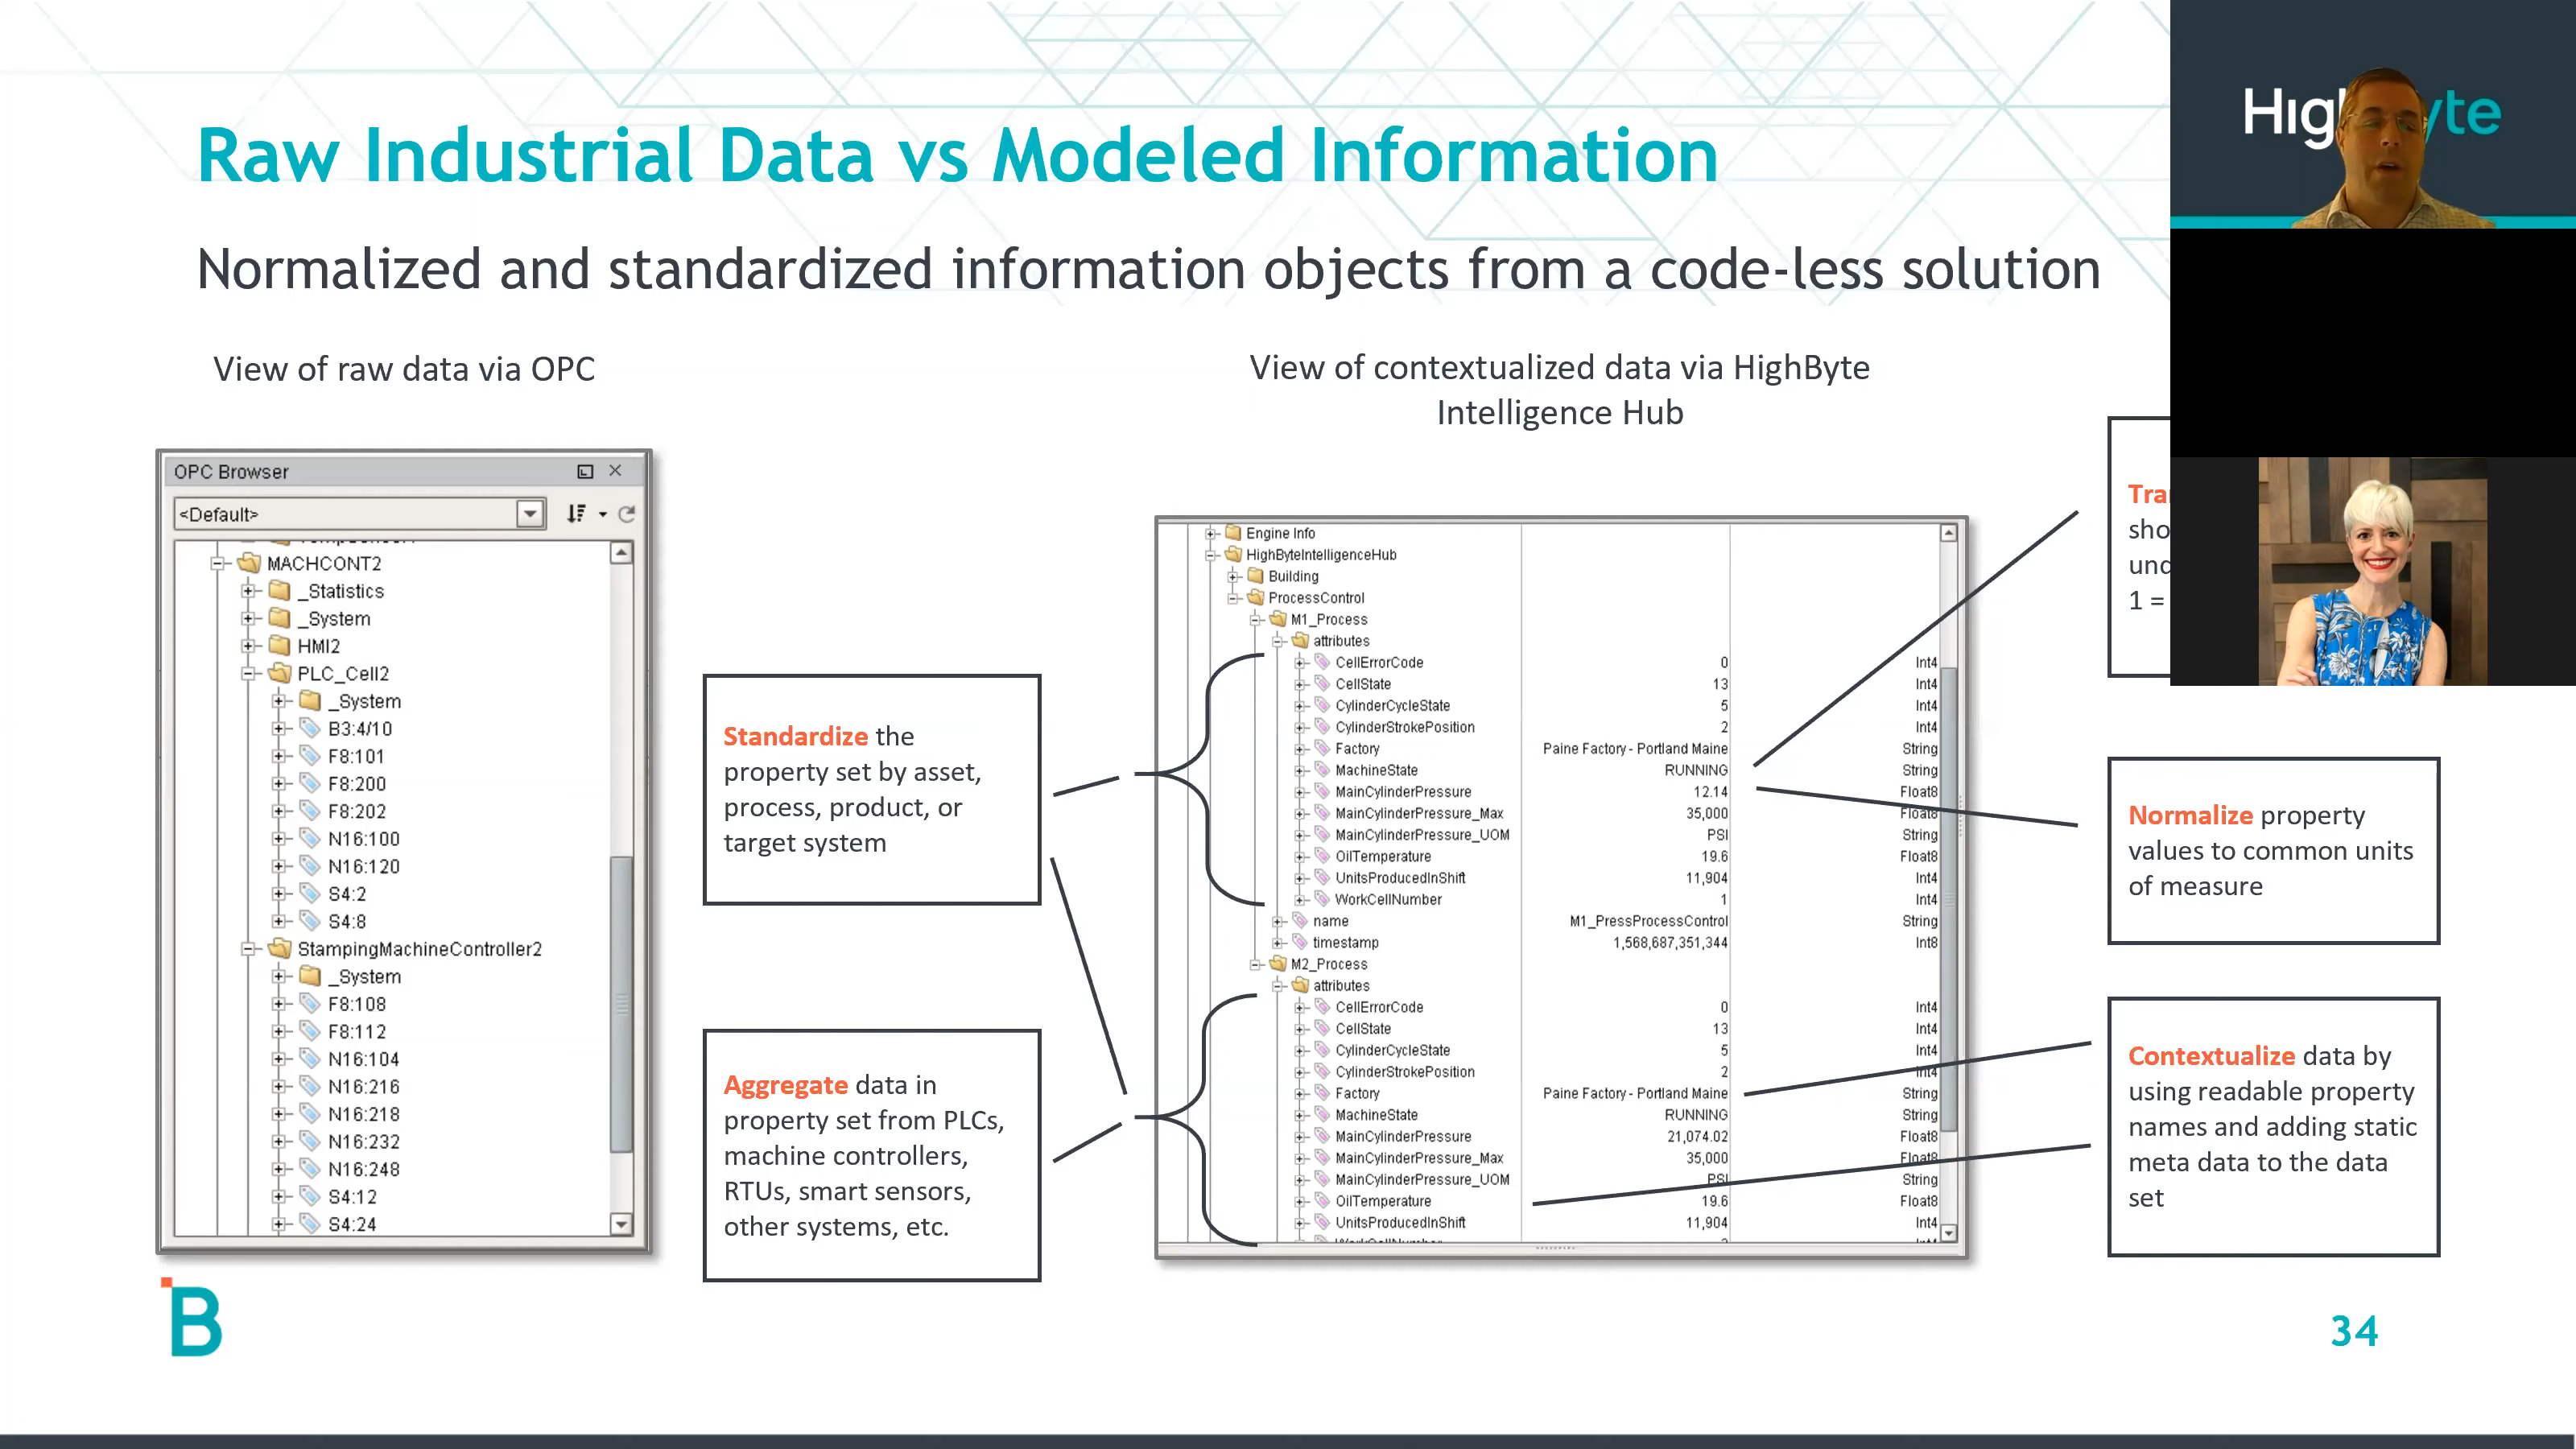 Raw Industrial Data vs Modeled Information
Normalized and standardized information objects from a code-less solution
View of raw data via OPC
OPC Browser
<Default>
MACHCONT2
_Statistics
_System
HMI2
PLC_Cell2
_System
B3:4/10
F8:101
F8:200
F8:202
N16:100
N16:120
S4:2
S4:8
StampingMachineController2
_System
F8:108
F8:112
N16:104
N16:216
N16:218
N16:232
N16:248
S4:12
S4:24
Standardize the
property set by asset,
process, product, or
target system
Aggregate data in
property set from PLCs,
machine controllers,
RTUs, smart sensors,
other systems, etc.
View of contextualized data via HighByte
Intelligence Hub
Engine Info
HighByteIntelligenceHub
Building
ProcessControl
M1_Process
attributes
CellErrorCode 0 Int4
CellState 13 Int4
CylinderCycleState 5 Int4
CylinderStrokePosition 2 Int4
Factory Paine Factory - Portland Maine String
MachineState RUNNING String
MainCylinderPressure 12.14 Float8
MainCylinderPressure_Max 35,000 Float8
MainCylinderPressure_UOM PSI String
OilTemperature 19.6 Float8
UnitsProducedInShift 11,904 Int4
WorkCellNumber 1 Int4
name M1_PressProcessControl String
timestamp 1,568,687,351,344 Int8
M2_Process
attributes
CellErrorCode 0 Int4
CellState 13 Int4
CylinderCycleState 5 Int4
CylinderStrokePosition 2 Int4
Factory Paine Factory - Portland Maine String
MachineState RUNNING String
MainCylinderPressure 21,074.02 Float8
MainCylinderPressure_Max 35,000 Float8
MainCylinderPressure_UOM PSI String
OilTemperature 19.6 Float8
UnitsProducedInShift 11,904 Int4
Tra
sho
und
1 =
Normalize property
values to common units
of measure
Contextualize data by
using readable property
names and adding static
meta data to the data
set
B
34